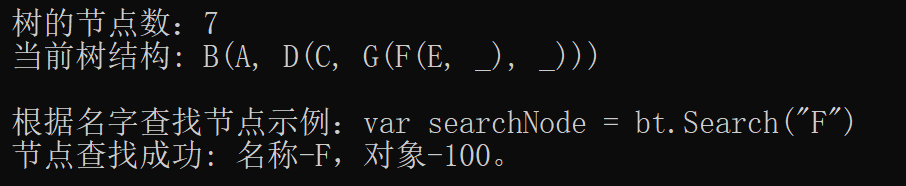 树的节点数：7
当前树结构: B(A, D(C, G(F(E, _), _)))
根据名字查找节点示例：var searchNode = bt.Search("F")
节点查找成功: 名称-F，对象-100。